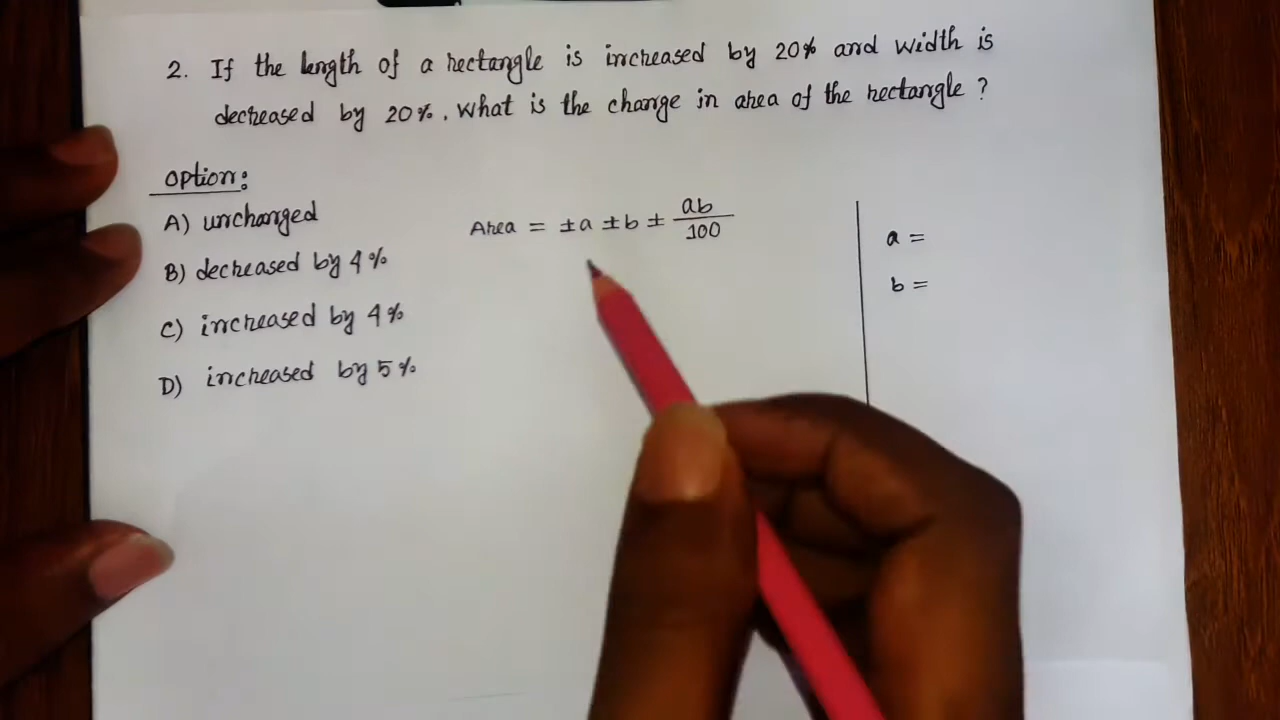 2. If the length of a rectangle is increased by 20% and width is
decreased by 20%. What is the change in area of the rectangle ?
Option:
A) unchanged
B) decreased by 4%
C) increased by 4%
D) increased by 5%
Area = ±a ±b ± ab/100
a =
b =